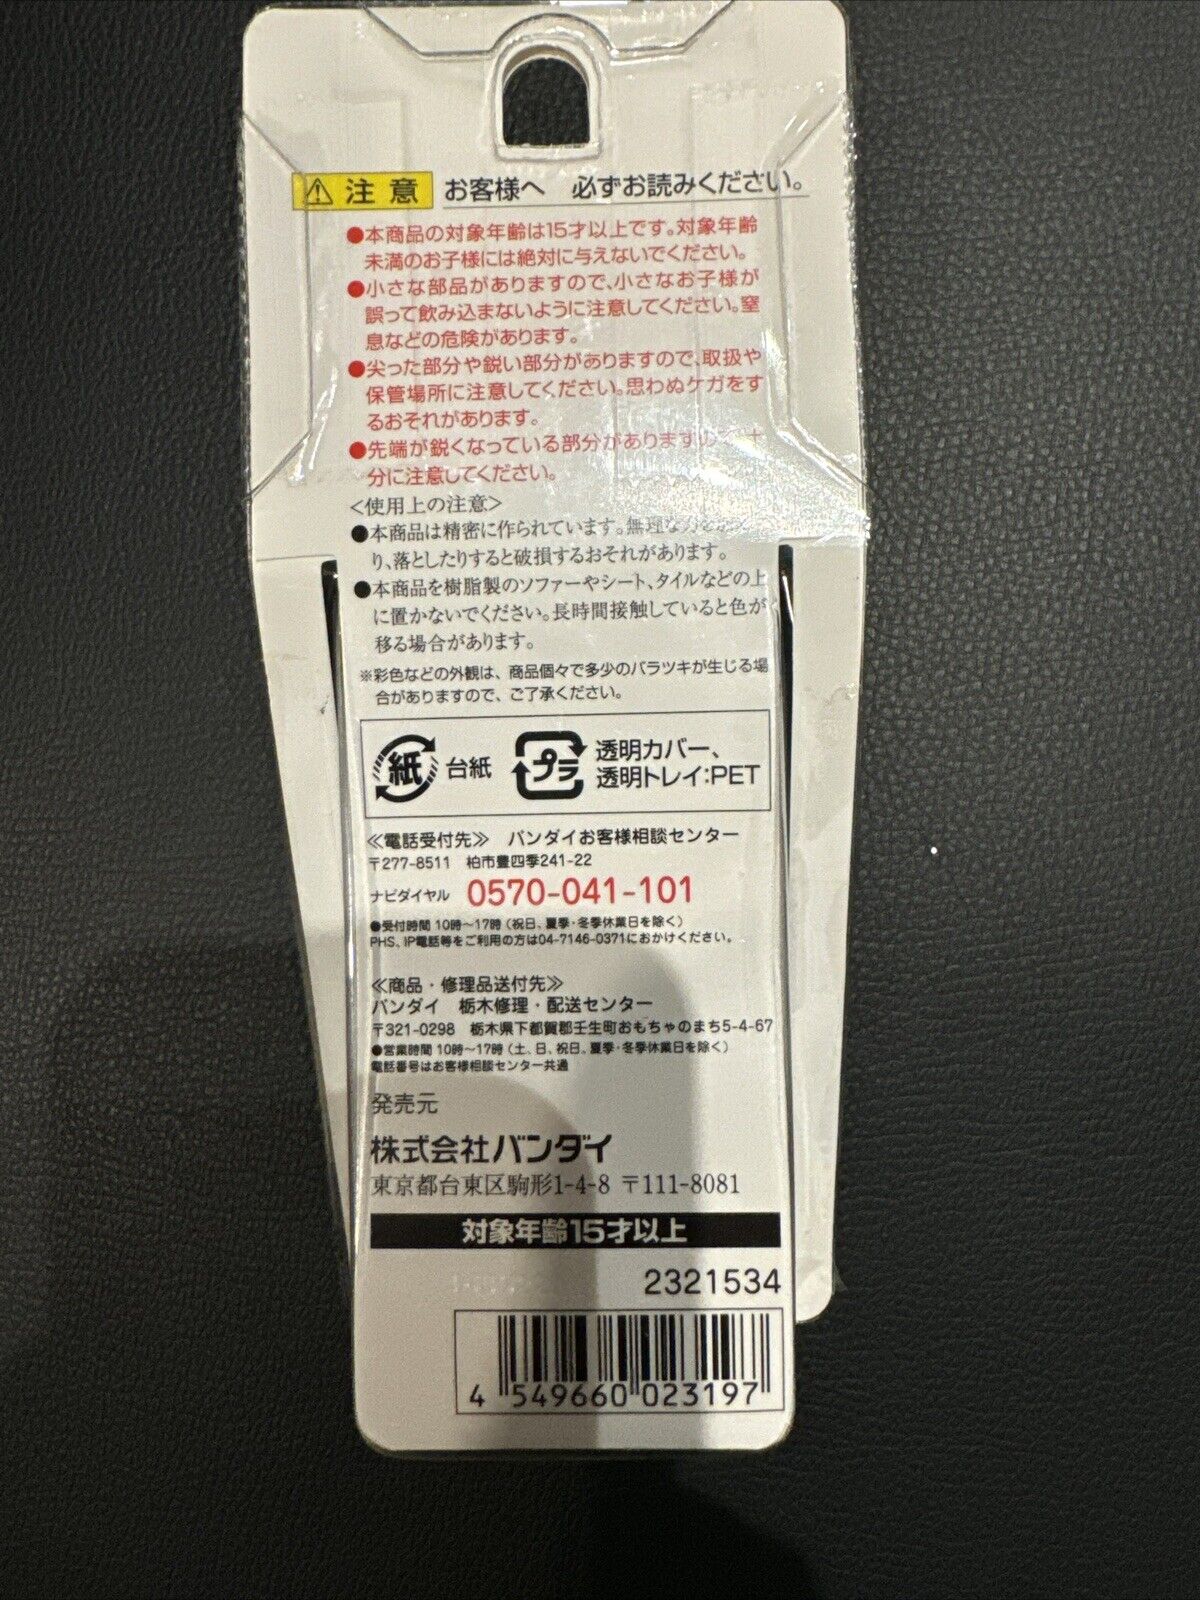 注意 お客様へ 必ずお読みください。
●本商品の対象年齢は15才以上です。対象年齢
未満のお子様には絶対に与えないでください。
●小さな部品がありますので、小さなお子様が
誤って飲み込まないように注意してください。窒
息などの危険があります。
●尖った部分や鋭い部分がありますので、取扱や
保管場所に注意してください。思わぬケガをす
るおそれがあります。
●先端が鋭くなっている部分がありますので十
分に注意してください。
<使用上の注意>
●本商品は精密に作られています。無理な力を
り、落としたりすると破損するおそれがあります。
●本商品を樹脂製のソファーやシート、タイルなどの上
に置かないでください。長時間接触していると色が
移る場合があります。
※彩色などの外観は、商品個々で多少のバラツキが生じる場
合がありますので、ご了承ください。
紙 台紙 プラ 透明カバー、
透明トレイ:PET
≪電話受付先≫ バンダイお客様相談センター
〒277-8511 柏市豊四季241-22
ナビダイヤル 0570-041-101
●受付時間 10時〜17時(祝日、夏季・冬季休業日を除く)
PHS、IP電話等をご利用の方は04-7146-0371におかけください。
≪商品・修理品送付先≫
バンダイ 栃木修理・配送センター
〒321-0298 栃木県下都賀郡壬生町おもちゃのまち5-4-67
●営業時間 10時〜17時(土、日、祝日、夏季・冬季休業日を除く)
電話番号はお客様相談センター共通
発売元
株式会社バンダイ
東京都台東区駒形1-4-8 〒111-8081
対象年齢15才以上
2321534
4 549660 023197